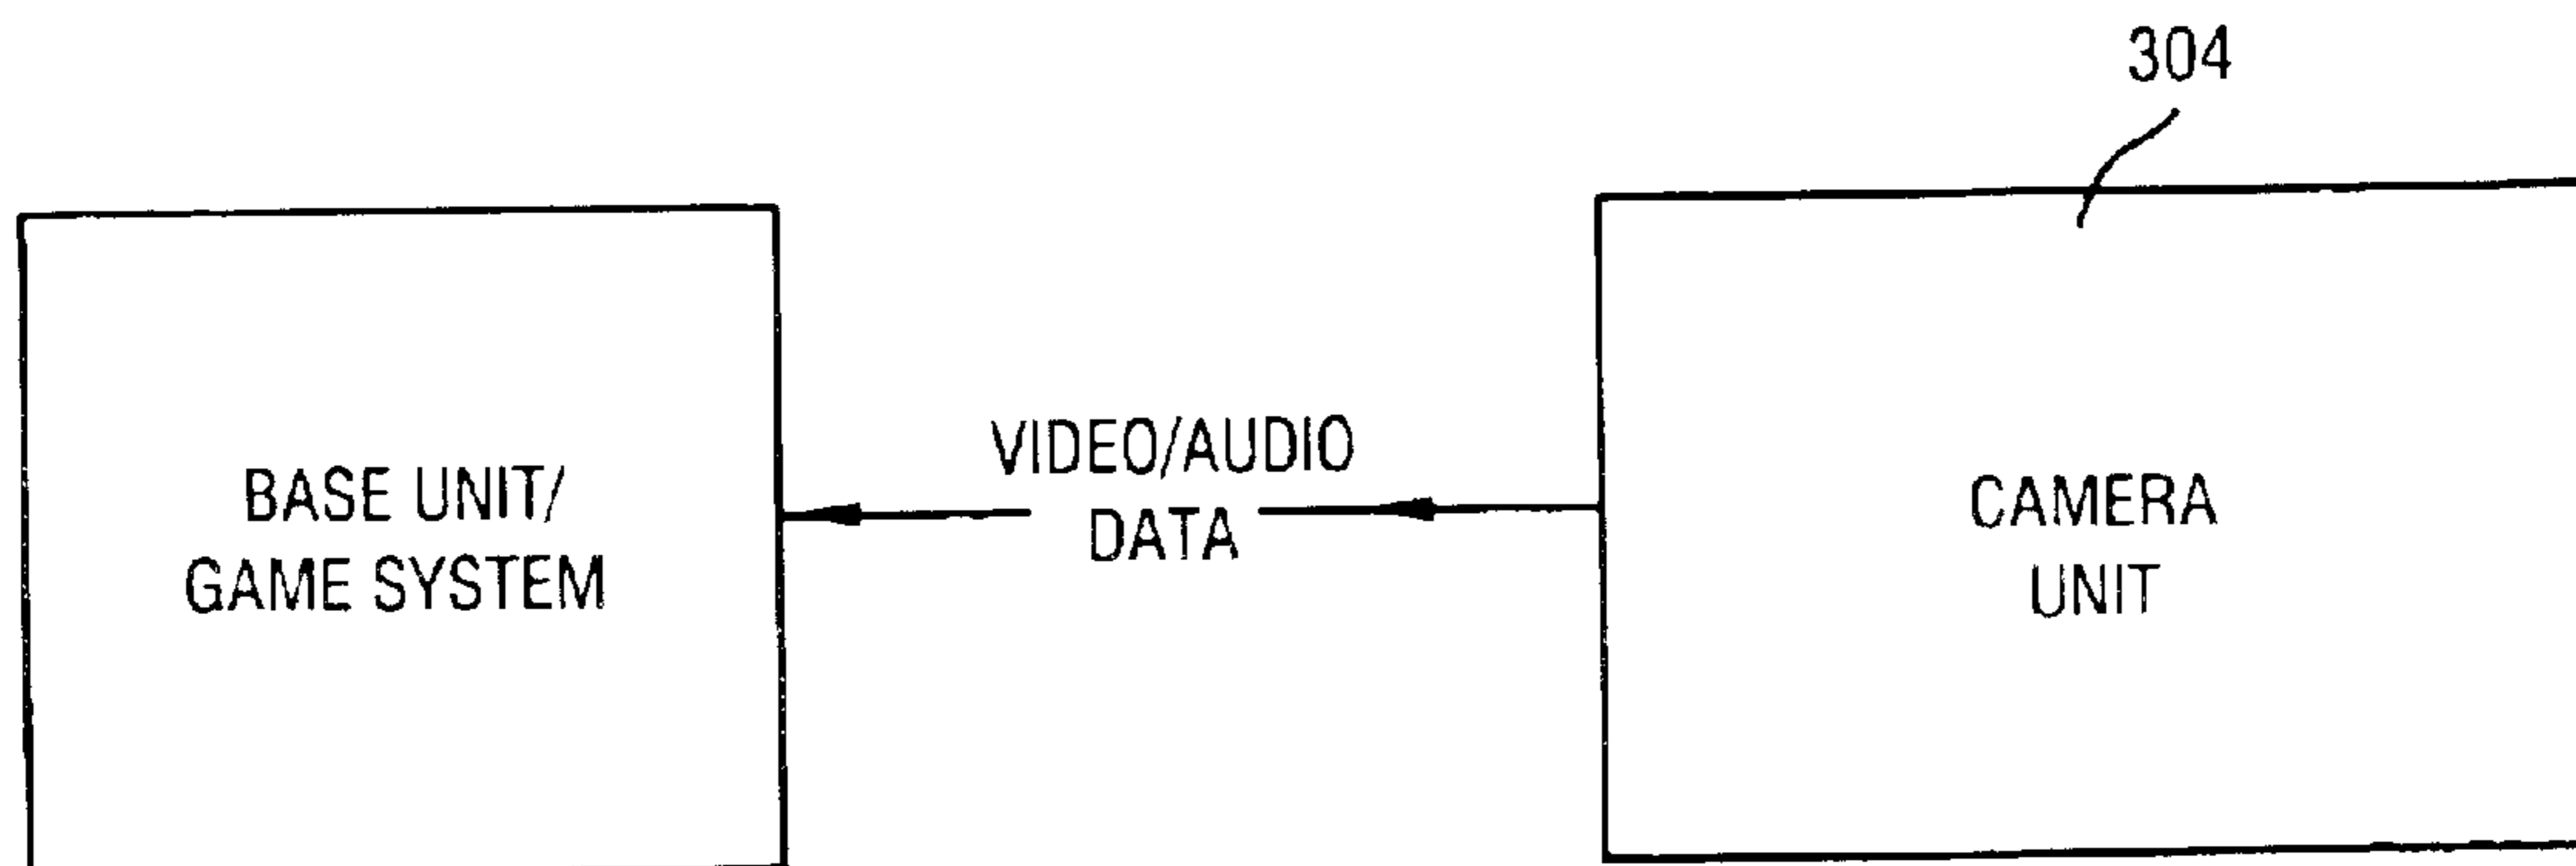 304
BASE UNIT/
GAME SYSTEM
VIDEO/AUDIO
DATA
CAMERA
UNIT